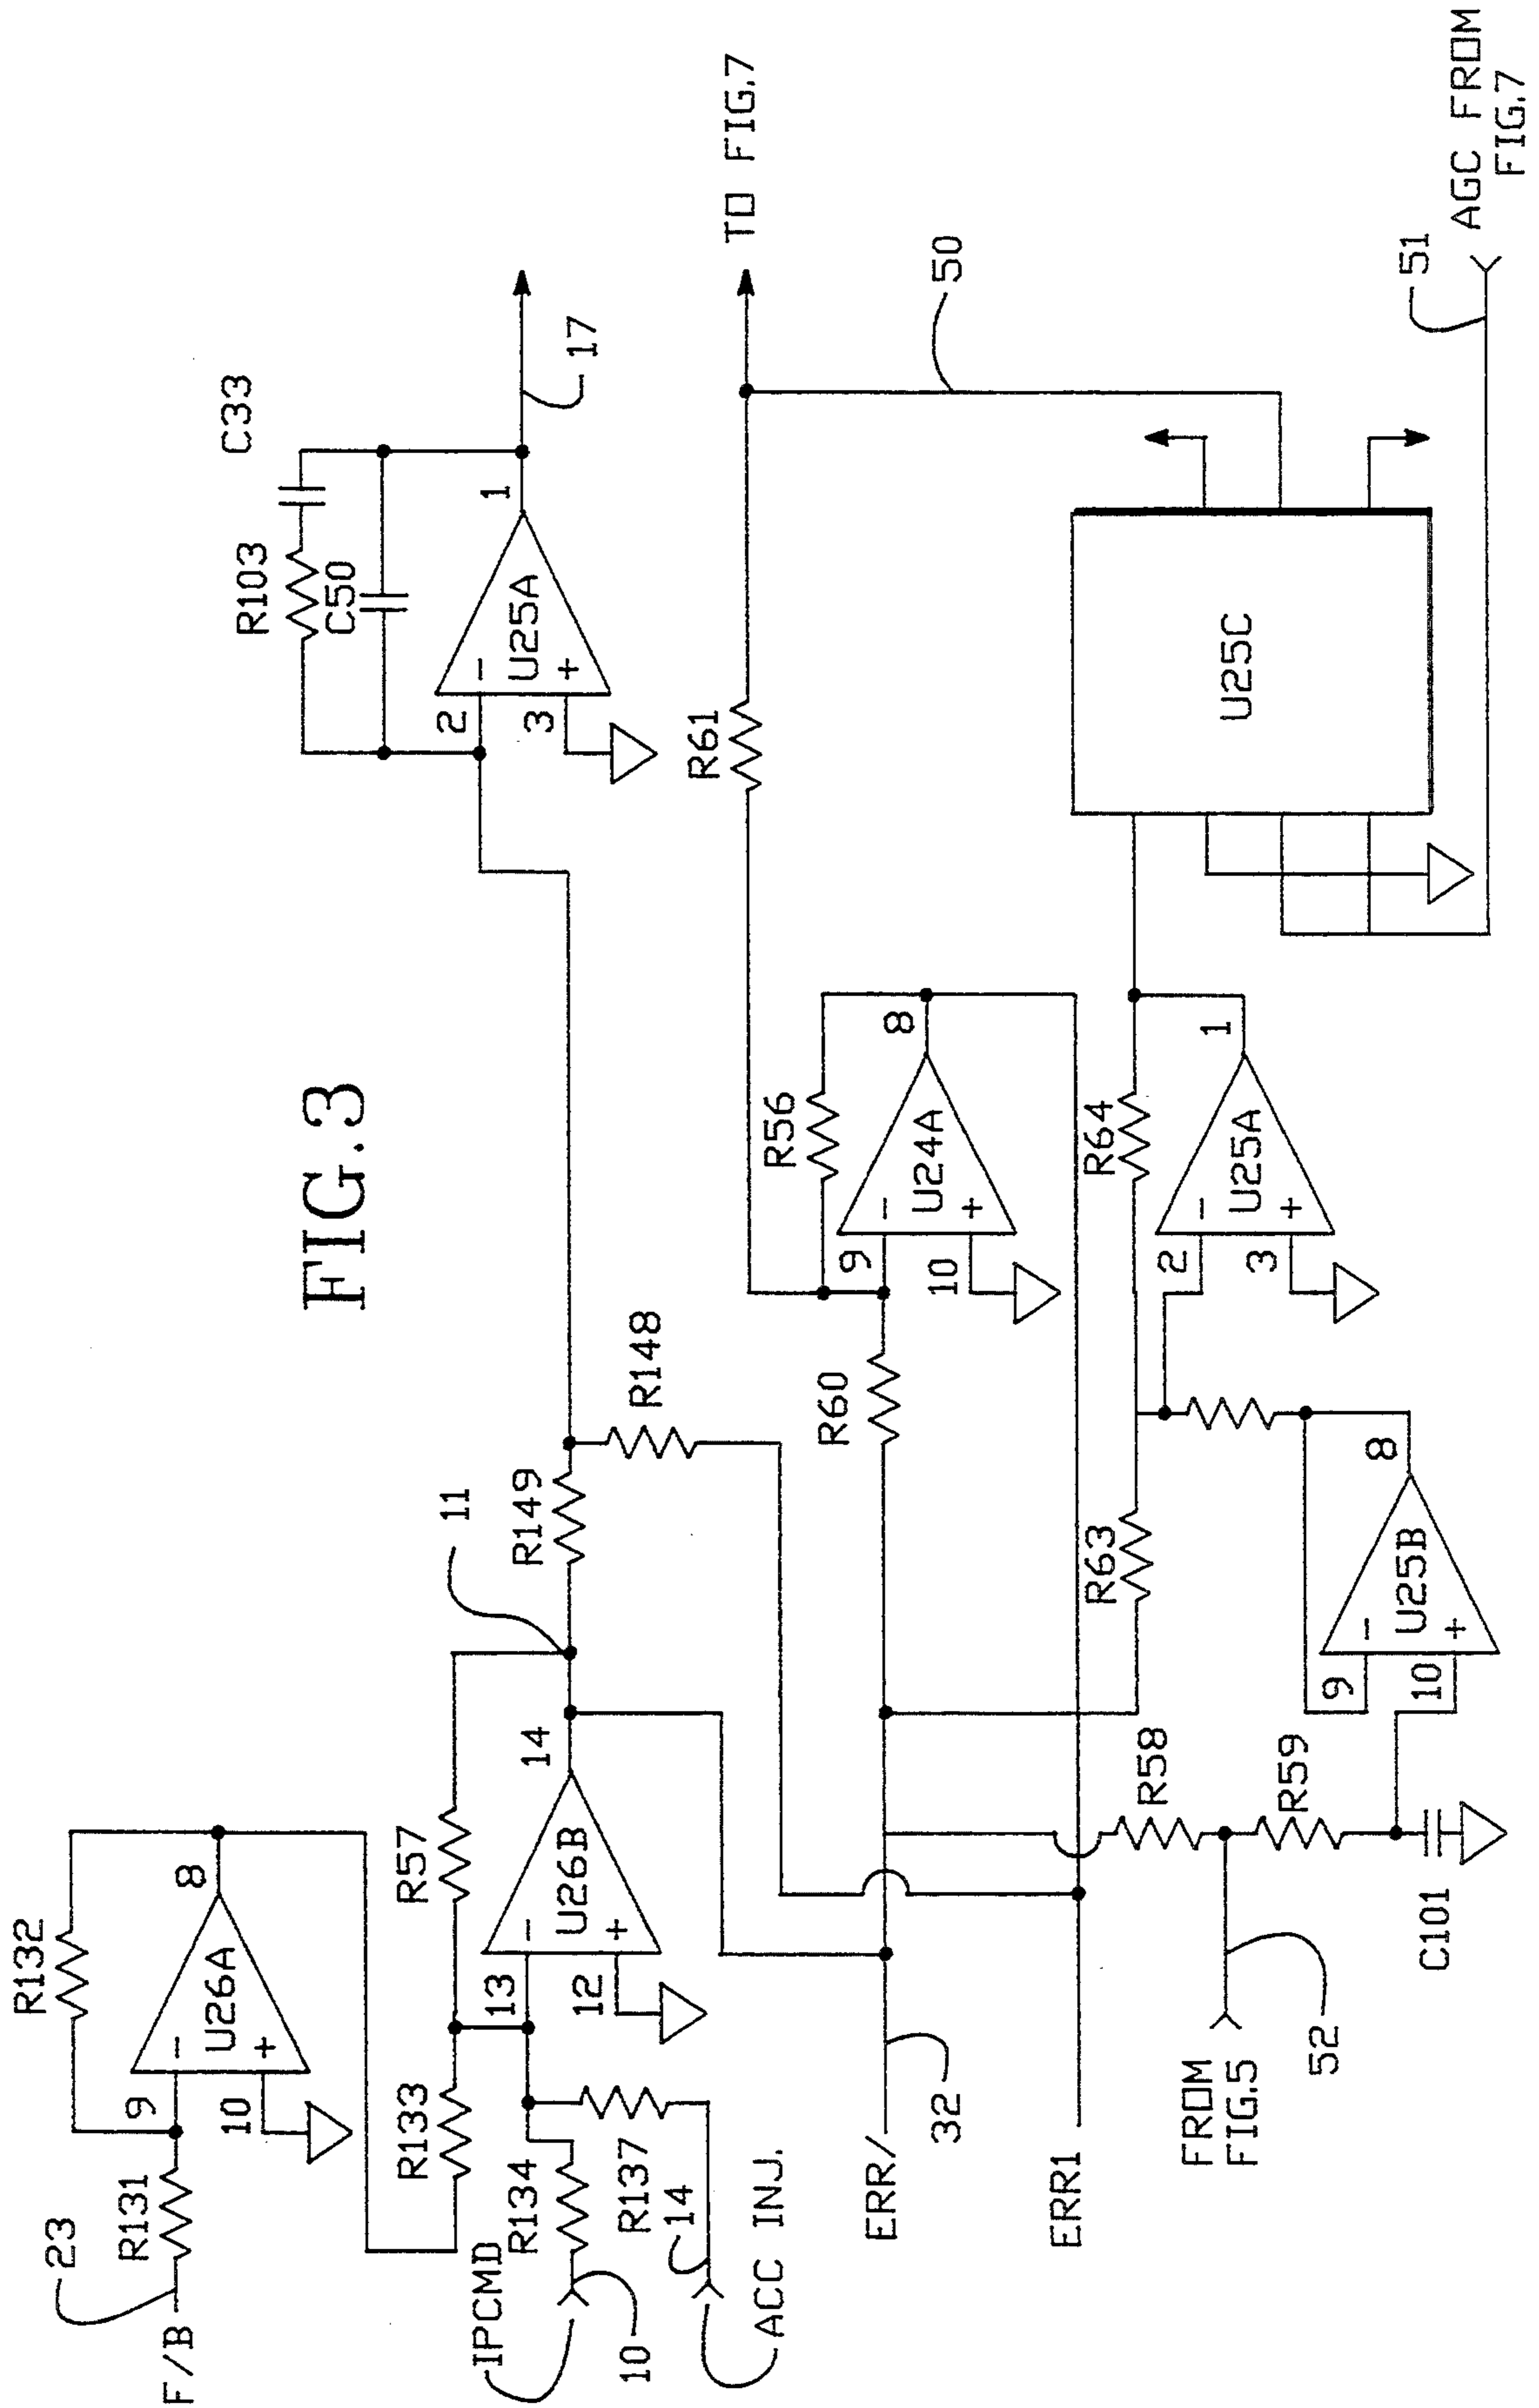 FIG.3
F/B
23
R131
9
10
R132
U26A
-
+
8
R133
IPCMD
10
R134
R137
14
ACC INJ.
13
12
R57
U26B
-
+
14
11
R149
R148
R103
C33
C50
2
3
U25A
-
+
1
17
ERR/
32
ERR1
R60
9
10
R56
U24A
-
+
8
R61
TO FIG.7
50
FROM
FIG.5
52
R58
R59
C101
R63
9
10
U25B
-
+
8
R64
2
3
U25A
-
+
1
U25C
51
AGC FROM
FIG.7